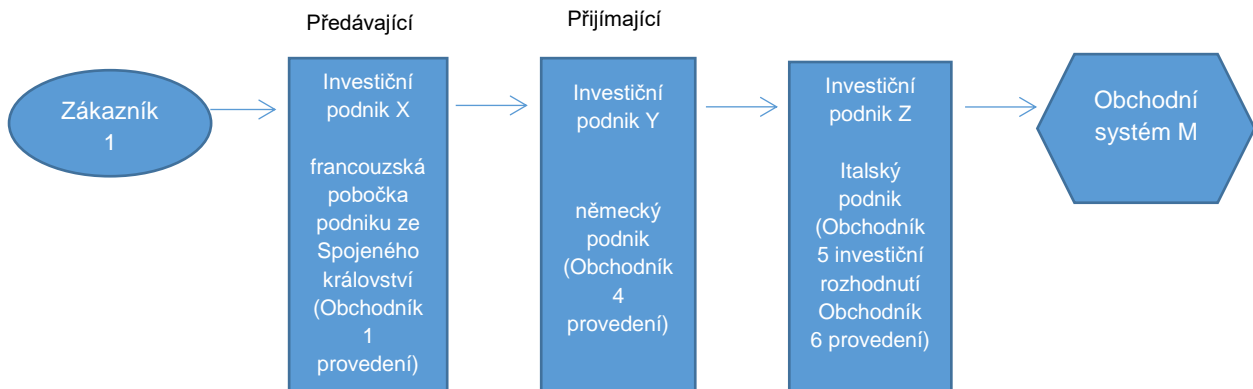 Předávající
Přijímající
Zákazník
1
Investiční
podnik X
francouzská
pobočka
podniku ze
Spojeného
království
(Obchodník
1
provedení)
Investiční
podnik Y
německý
podnik
(Obchodník
4
provedení)
Investiční
podnik Z
Italský
podnik
(Obchodník
5 investiční
rozhodnutí
Obchodník
6 provedení)
Obchodní
systém M